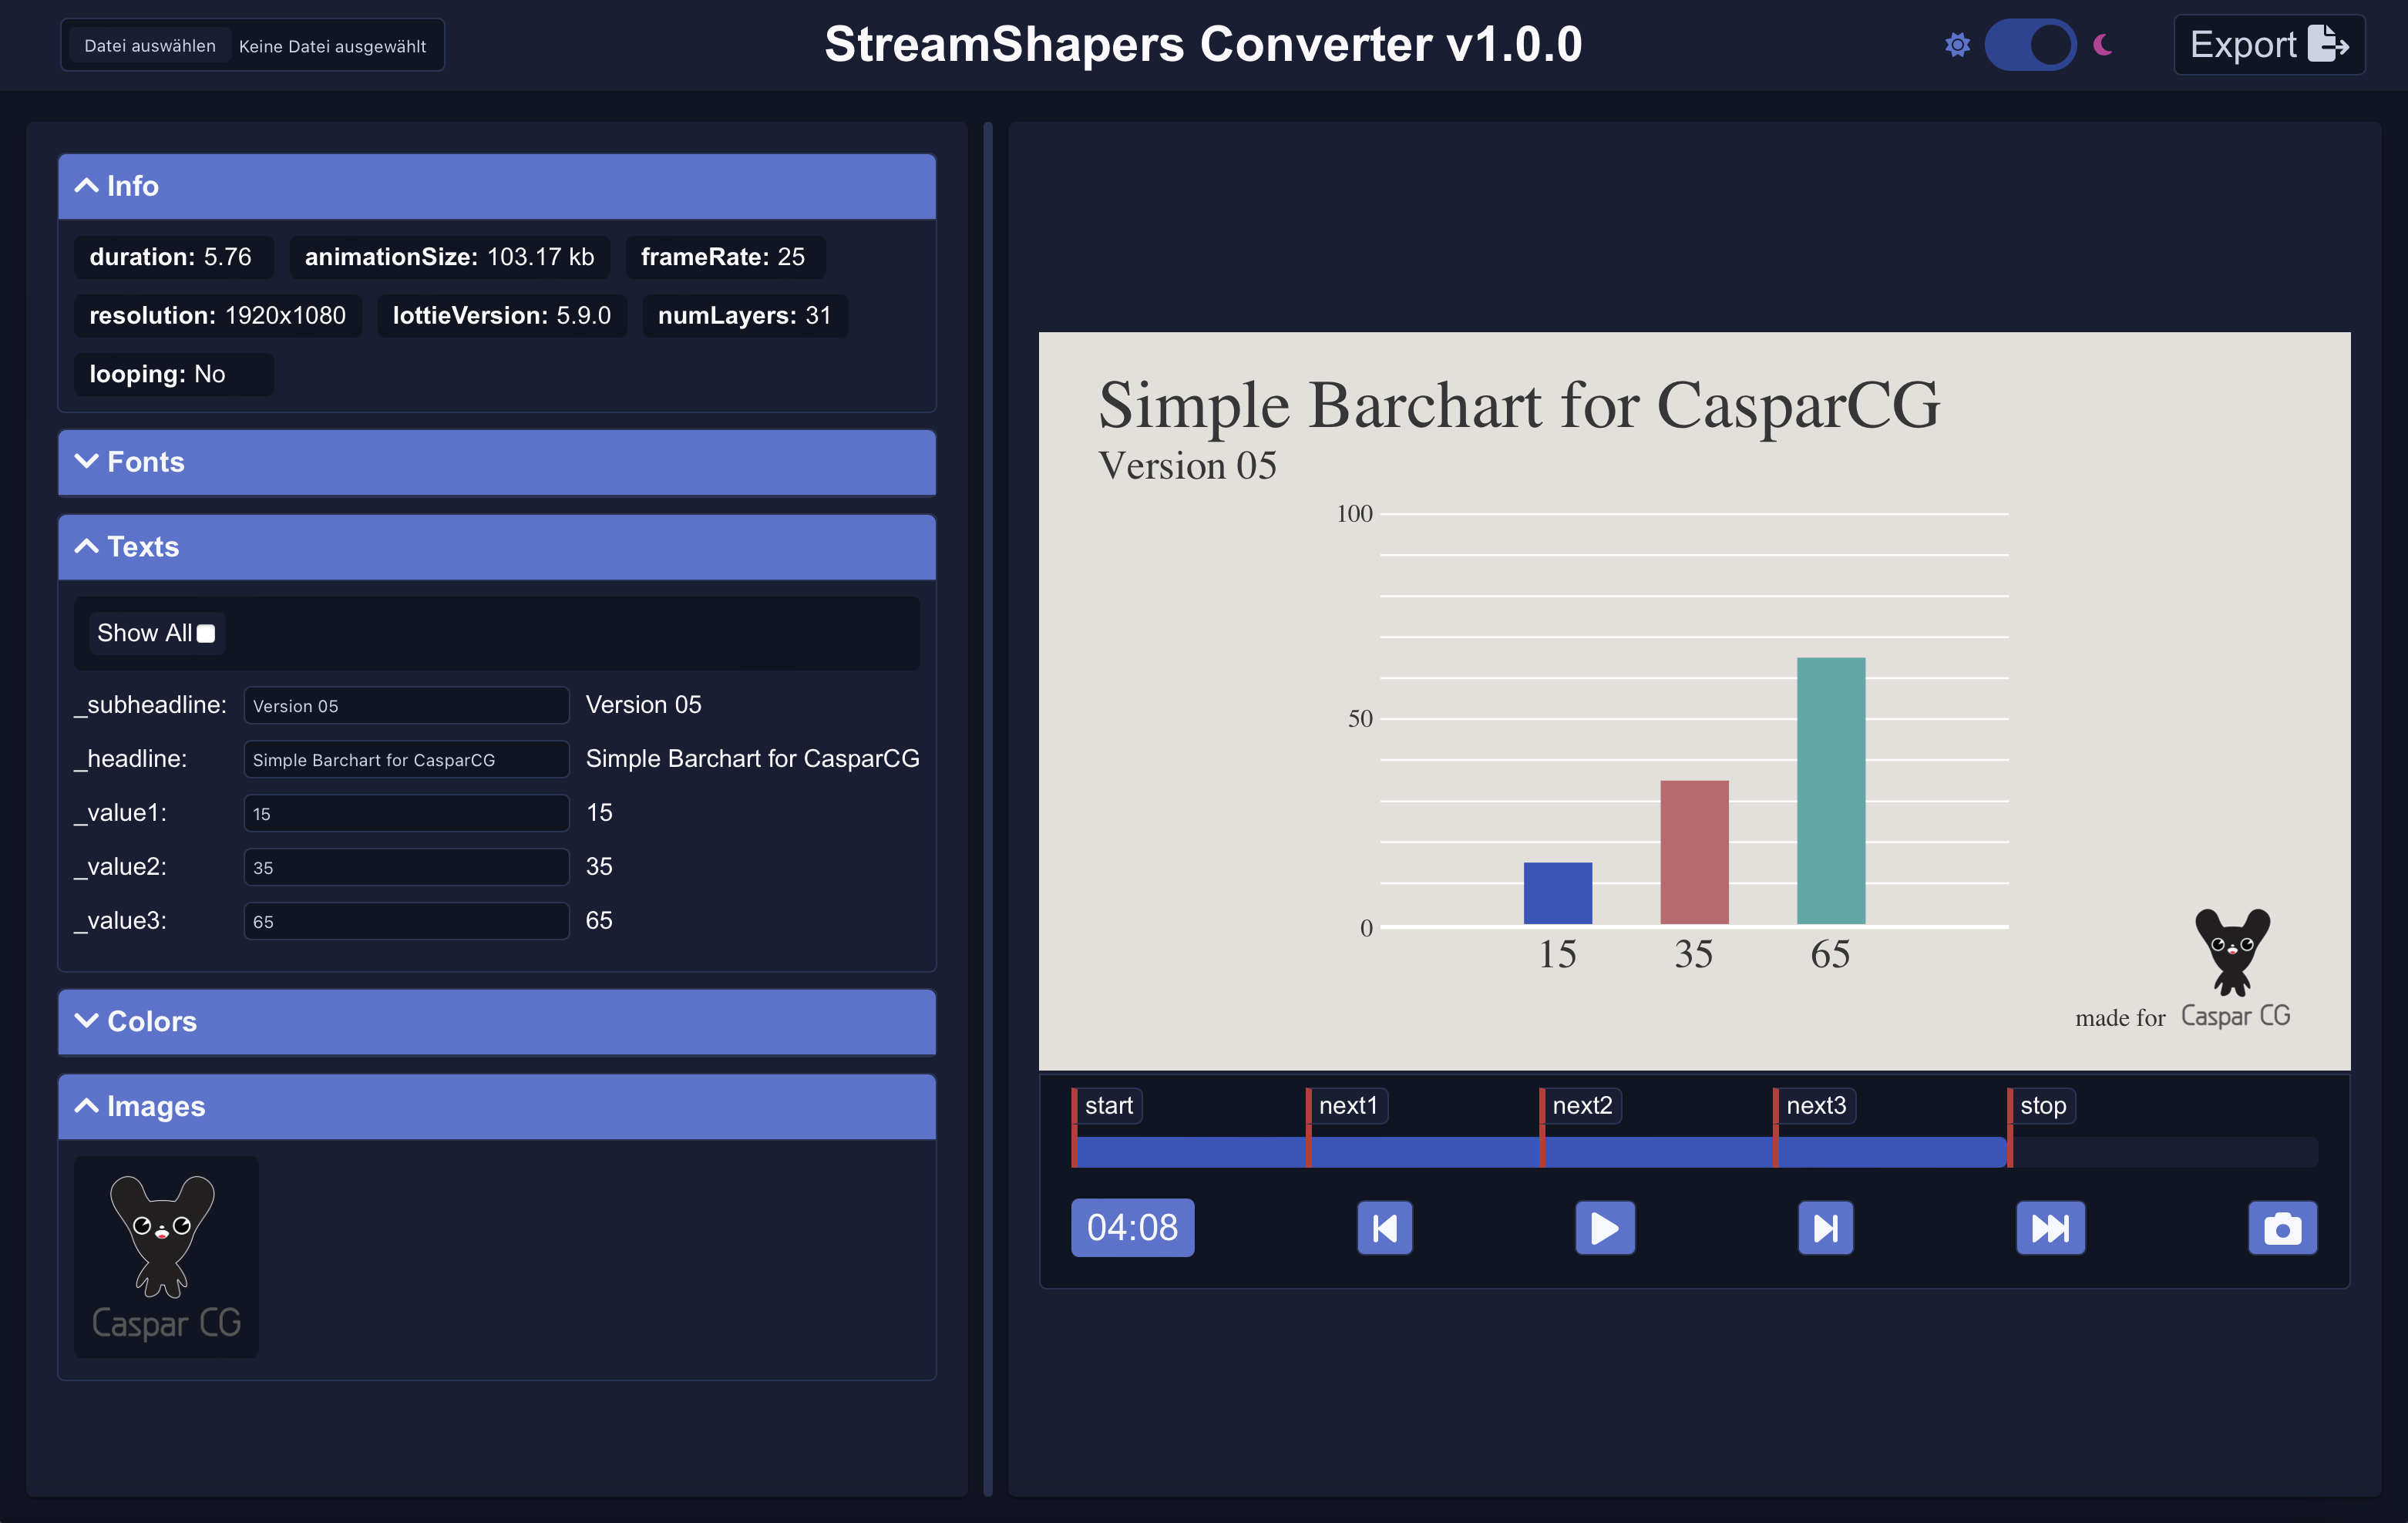 Datei auswählen Keine Datei ausgewählt
StreamShapers Converter v1.0.0
Export
Info
duration: 5.76 animationSize: 103.17 kb frameRate: 25
resolution: 1920x1080 lottieVersion: 5.9.0 numLayers: 31
looping: No
Fonts
Texts
Show All
_subheadline: Version 05 Version 05
_headline: Simple Barchart for CasparCG Simple Barchart for CasparCG
_value1: 15 15
_value2: 35 35
_value3: 65 65
Colors
Images
Caspar CG
Simple Barchart for CasparCG
Version 05
100
50
0
15 35 65
made for Caspar CG
start next1 next2 next3 stop
04:08